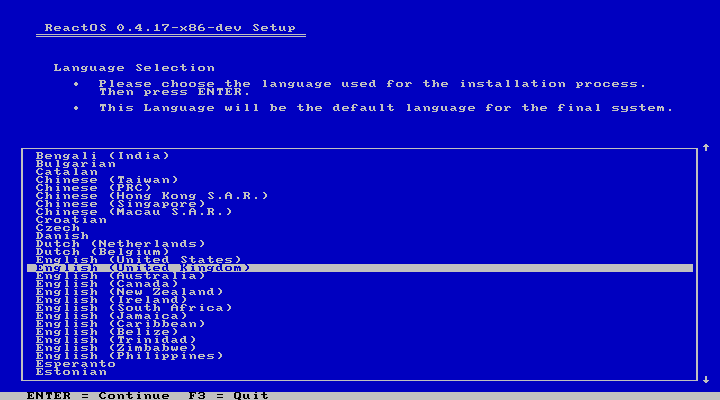 ReactOS 0.4.17-x86-dev Setup
Language Selection
• Please choose the language used for the installation process.
Then press ENTER.
• This Language will be the default language for the final system.
Bengali (India)
Bulgarian
Catalan
Chinese (Taiwan)
Chinese (PRC)
Chinese (Hong Kong S.A.R.)
Chinese (Singapore)
Chinese (Macau S.A.R.)
Croatian
Czech
Danish
Dutch (Netherlands)
Dutch (Belgium)
English (United States)
English (United Kingdom)
English (Australia)
English (Canada)
English (New Zealand)
English (Ireland)
English (South Africa)
English (Jamaica)
English (Caribbean)
English (Belize)
English (Trinidad)
English (Zimbabwe)
English (Philippines)
Esperanto
Estonian
ENTER = Continue  F3 = Quit